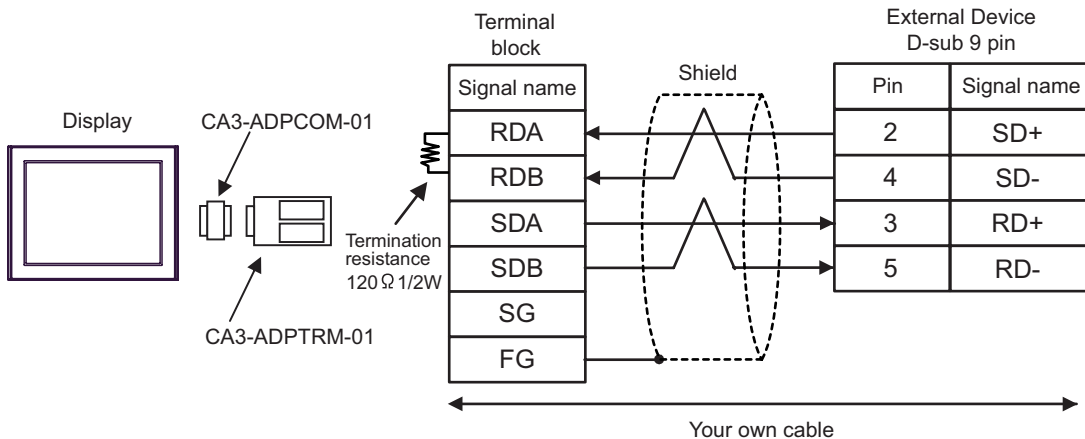 Display
CA3-ADPCOM-01
CA3-ADPTRM-01
Termination
resistance
120Ω 1/2W
Terminal
block
Signal name
RDA
RDB
SDA
SDB
SG
FG
Shield
External Device
D-sub 9 pin
Pin Signal name
2 SD+
4 SD-
3 RD+
5 RD-
Your own cable